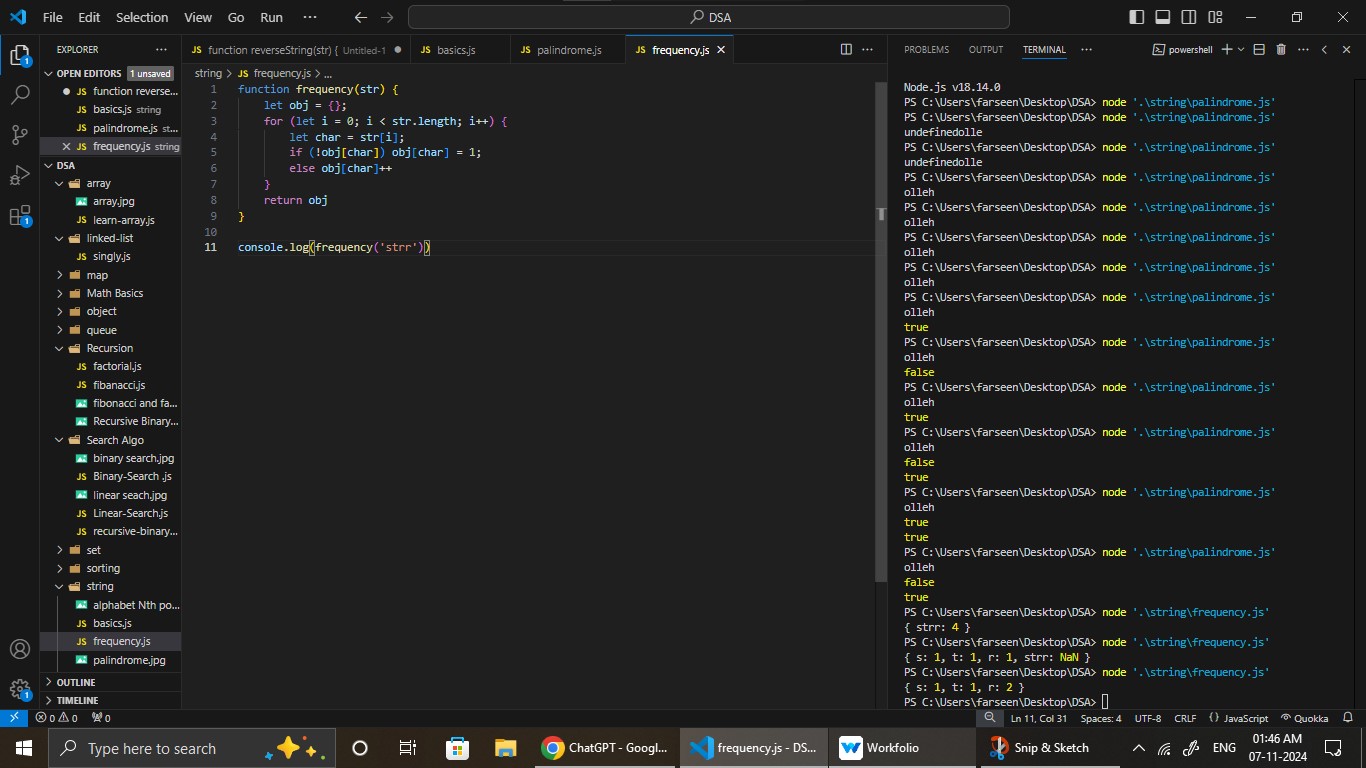 File Edit Selection View Go Run ··· DSA
EXPLORER ···
OPEN EDITORS 1 unsaved
function reverse...
basics.js string
palindrome.js st...
frequency.js string
DSA
array
array.jpg
learn-array.js
linked-list
singly.js
map
Math Basics
object
queue
Recursion
factorial.js
fibanacci.js
fibonacci and fa...
Recursive Binary...
Search Algo
binary search.jpg
Binary-Search .js
linear seach.jpg
Linear-Search.js
recursive-binary...
set
sorting
string
alphabet Nth po...
basics.js
frequency.js
palindrome.jpg
OUTLINE
TIMELINE
JS function reverseString(str) { Untitled-1 JS basics.js JS palindrome.js JS frequency.js
string > JS frequency.js > ...
1 function frequency(str) {
2 let obj = {};
3 for (let i = 0; i < str.length; i++) {
4 let char = str[i];
5 if (!obj[char]) obj[char] = 1;
6 else obj[char]++
7 }
8 return obj
9 }
10
11 console.log(frequency('strr'))
PROBLEMS OUTPUT TERMINAL ··· powershell
Node.js v18.14.0
PS C:\Users\farseen\Desktop\DSA> node '.\string\palindrome.js'
PS C:\Users\farseen\Desktop\DSA> node '.\string\palindrome.js'
undefinedolle
PS C:\Users\farseen\Desktop\DSA> node '.\string\palindrome.js'
undefinedolle
PS C:\Users\farseen\Desktop\DSA> node '.\string\palindrome.js'
olleh
PS C:\Users\farseen\Desktop\DSA> node '.\string\palindrome.js'
olleh
PS C:\Users\farseen\Desktop\DSA> node '.\string\palindrome.js'
olleh
PS C:\Users\farseen\Desktop\DSA> node '.\string\palindrome.js'
olleh
PS C:\Users\farseen\Desktop\DSA> node '.\string\palindrome.js'
olleh
true
PS C:\Users\farseen\Desktop\DSA> node '.\string\palindrome.js'
olleh
false
PS C:\Users\farseen\Desktop\DSA> node '.\string\palindrome.js'
olleh
true
PS C:\Users\farseen\Desktop\DSA> node '.\string\palindrome.js'
olleh
false
true
PS C:\Users\farseen\Desktop\DSA> node '.\string\palindrome.js'
olleh
true
true
PS C:\Users\farseen\Desktop\DSA> node '.\string\palindrome.js'
olleh
false
true
PS C:\Users\farseen\Desktop\DSA> node '.\string\frequency.js'
{ strr: 4 }
PS C:\Users\farseen\Desktop\DSA> node '.\string\frequency.js'
{ s: 1, t: 1, r: 1, strr: NaN }
PS C:\Users\farseen\Desktop\DSA> node '.\string\frequency.js'
{ s: 1, t: 1, r: 2 }
PS C:\Users\farseen\Desktop\DSA>
0 0 0 Ln 11, Col 31 Spaces: 4 UTF-8 CRLF {} JavaScript Quokka
Type here to search ChatGPT - Googl... frequency.js - DS... Workfolio Snip & Sketch ENG 01:46 AM
07-11-2024